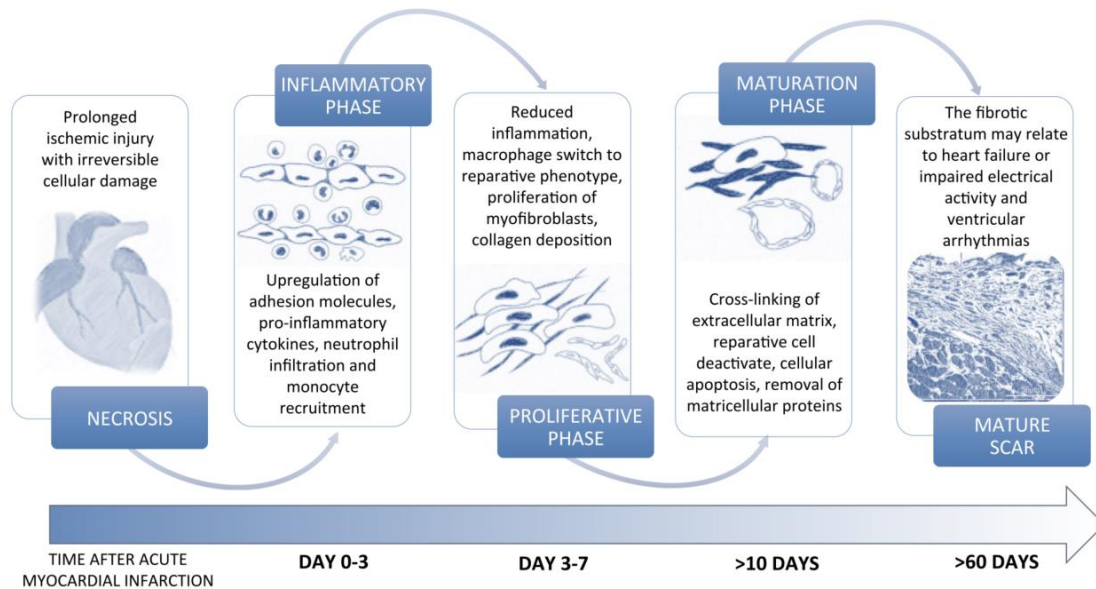 Prolonged
ischemic injury
with irreversible
cellular damage
NECROSIS
INFLAMMATORY
PHASE
Upregulation of
adhesion molecules,
pro-inflammatory
cytokines, neutrophil
infiltration and
monocyte
recruitment
Reduced
inflammation,
macrophage switch to
reparative phenotype,
proliferation of
myofibroblasts,
collagen deposition
PROLIFERATIVE
PHASE
MATURATION
PHASE
Cross-linking of
extracellular matrix,
reparative cell
deactivate, cellular
apoptosis, removal of
matricellular proteins
The fibrotic
substratum may relate
to heart failure or
impaired electrical
activity and
ventricular
arrhythmias
MATURE
SCAR
TIME AFTER ACUTE
MYOCARDIAL INFARCTION
DAY 0-3
DAY 3-7
>10 DAYS
>60 DAYS